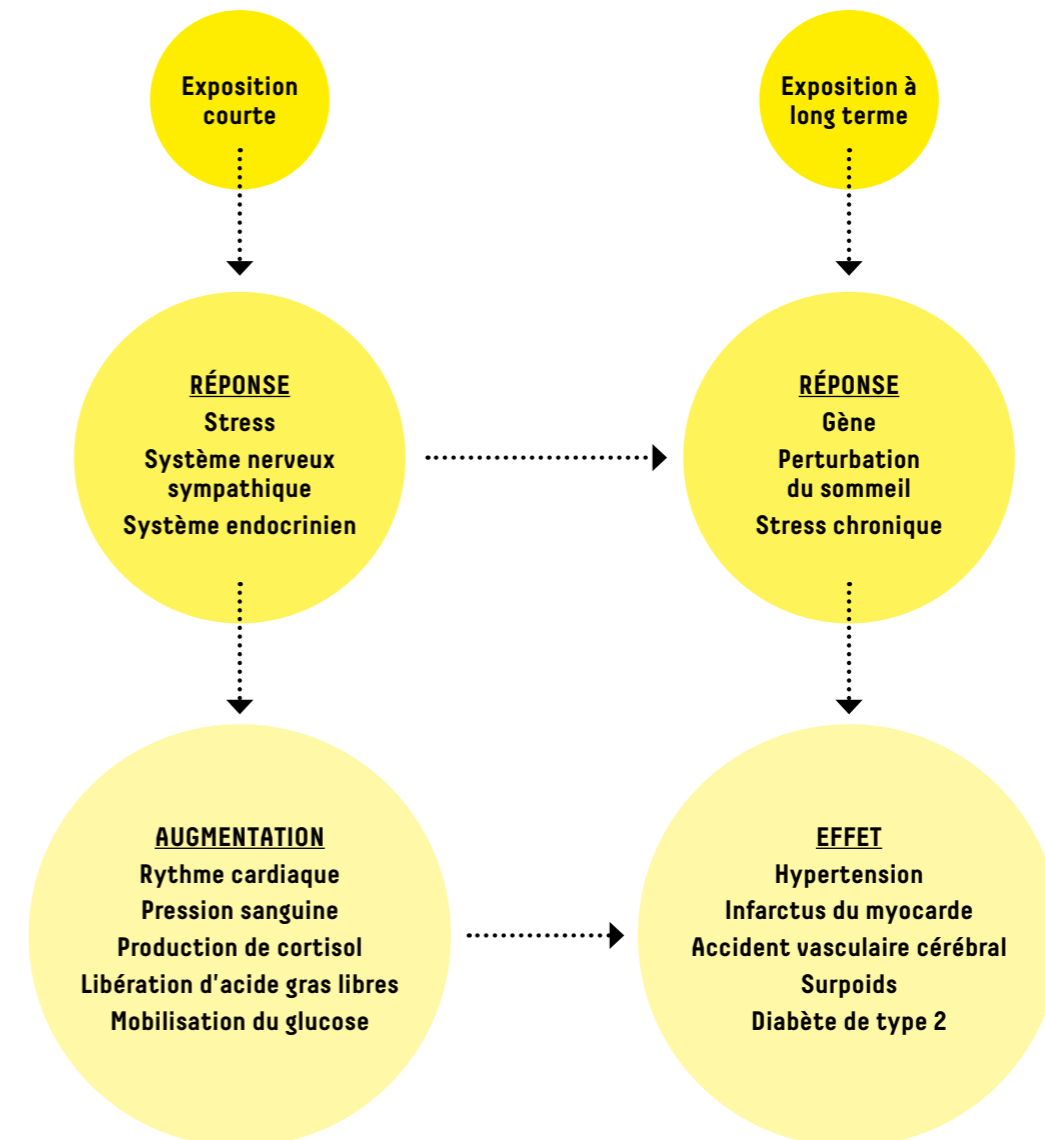 Exposition
courte
Exposition à
long terme
RÉPONSE
Stress
Système nerveux
sympathique
Système endocrinien
RÉPONSE
Gène
Perturbation
du sommeil
Stress chronique
AUGMENTATION
Rythme cardiaque
Pression sanguine
Production de cortisol
Libération d'acide gras libres
Mobilisation du glucose
EFFET
Hypertension
Infarctus du myocarde
Accident vasculaire cérébral
Surpoids
Diabète de type 2